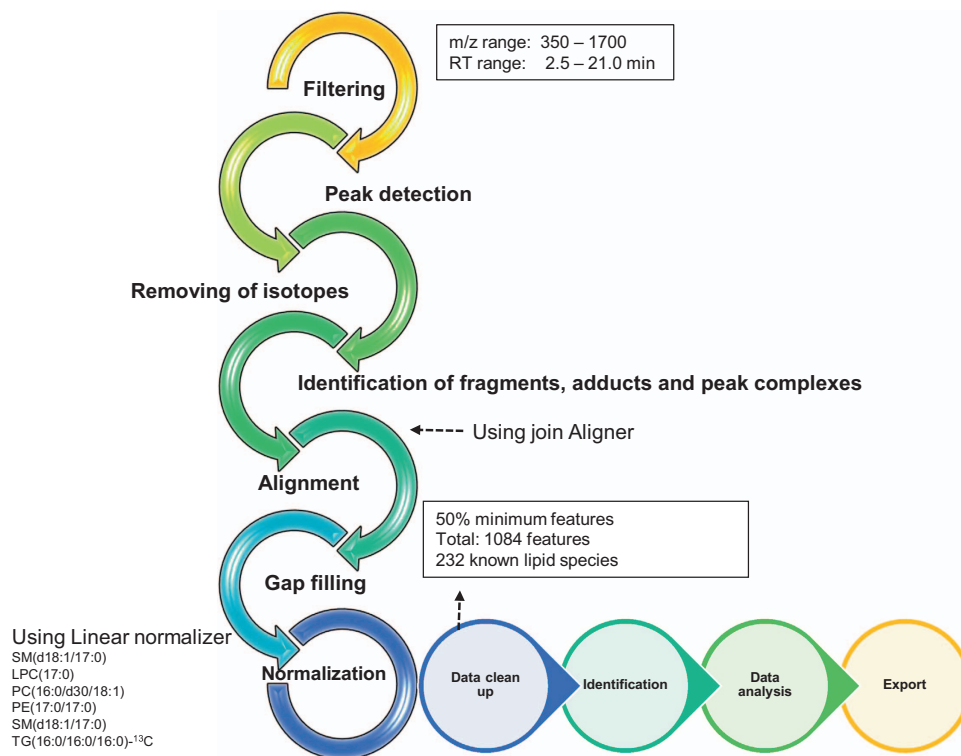 m/z range: 350 – 1700
RT range: 2.5 – 21.0 min
Filtering
Peak detection
Removing of isotopes
Identification of fragments, adducts and peak complexes
Using join Aligner
Alignment
50% minimum features
Total: 1084 features
232 known lipid species
Gap filling
Using Linear normalizer
SM(d18:1/17:0)
LPC(17:0)
PC(16:0/d30/18:1)
PE(17:0/17:0)
SM(d18:1/17:0)
TG(16:0/16:0/16:0)-¹³C
Normalization
Data clean
up
Identification
Data
analysis
Export